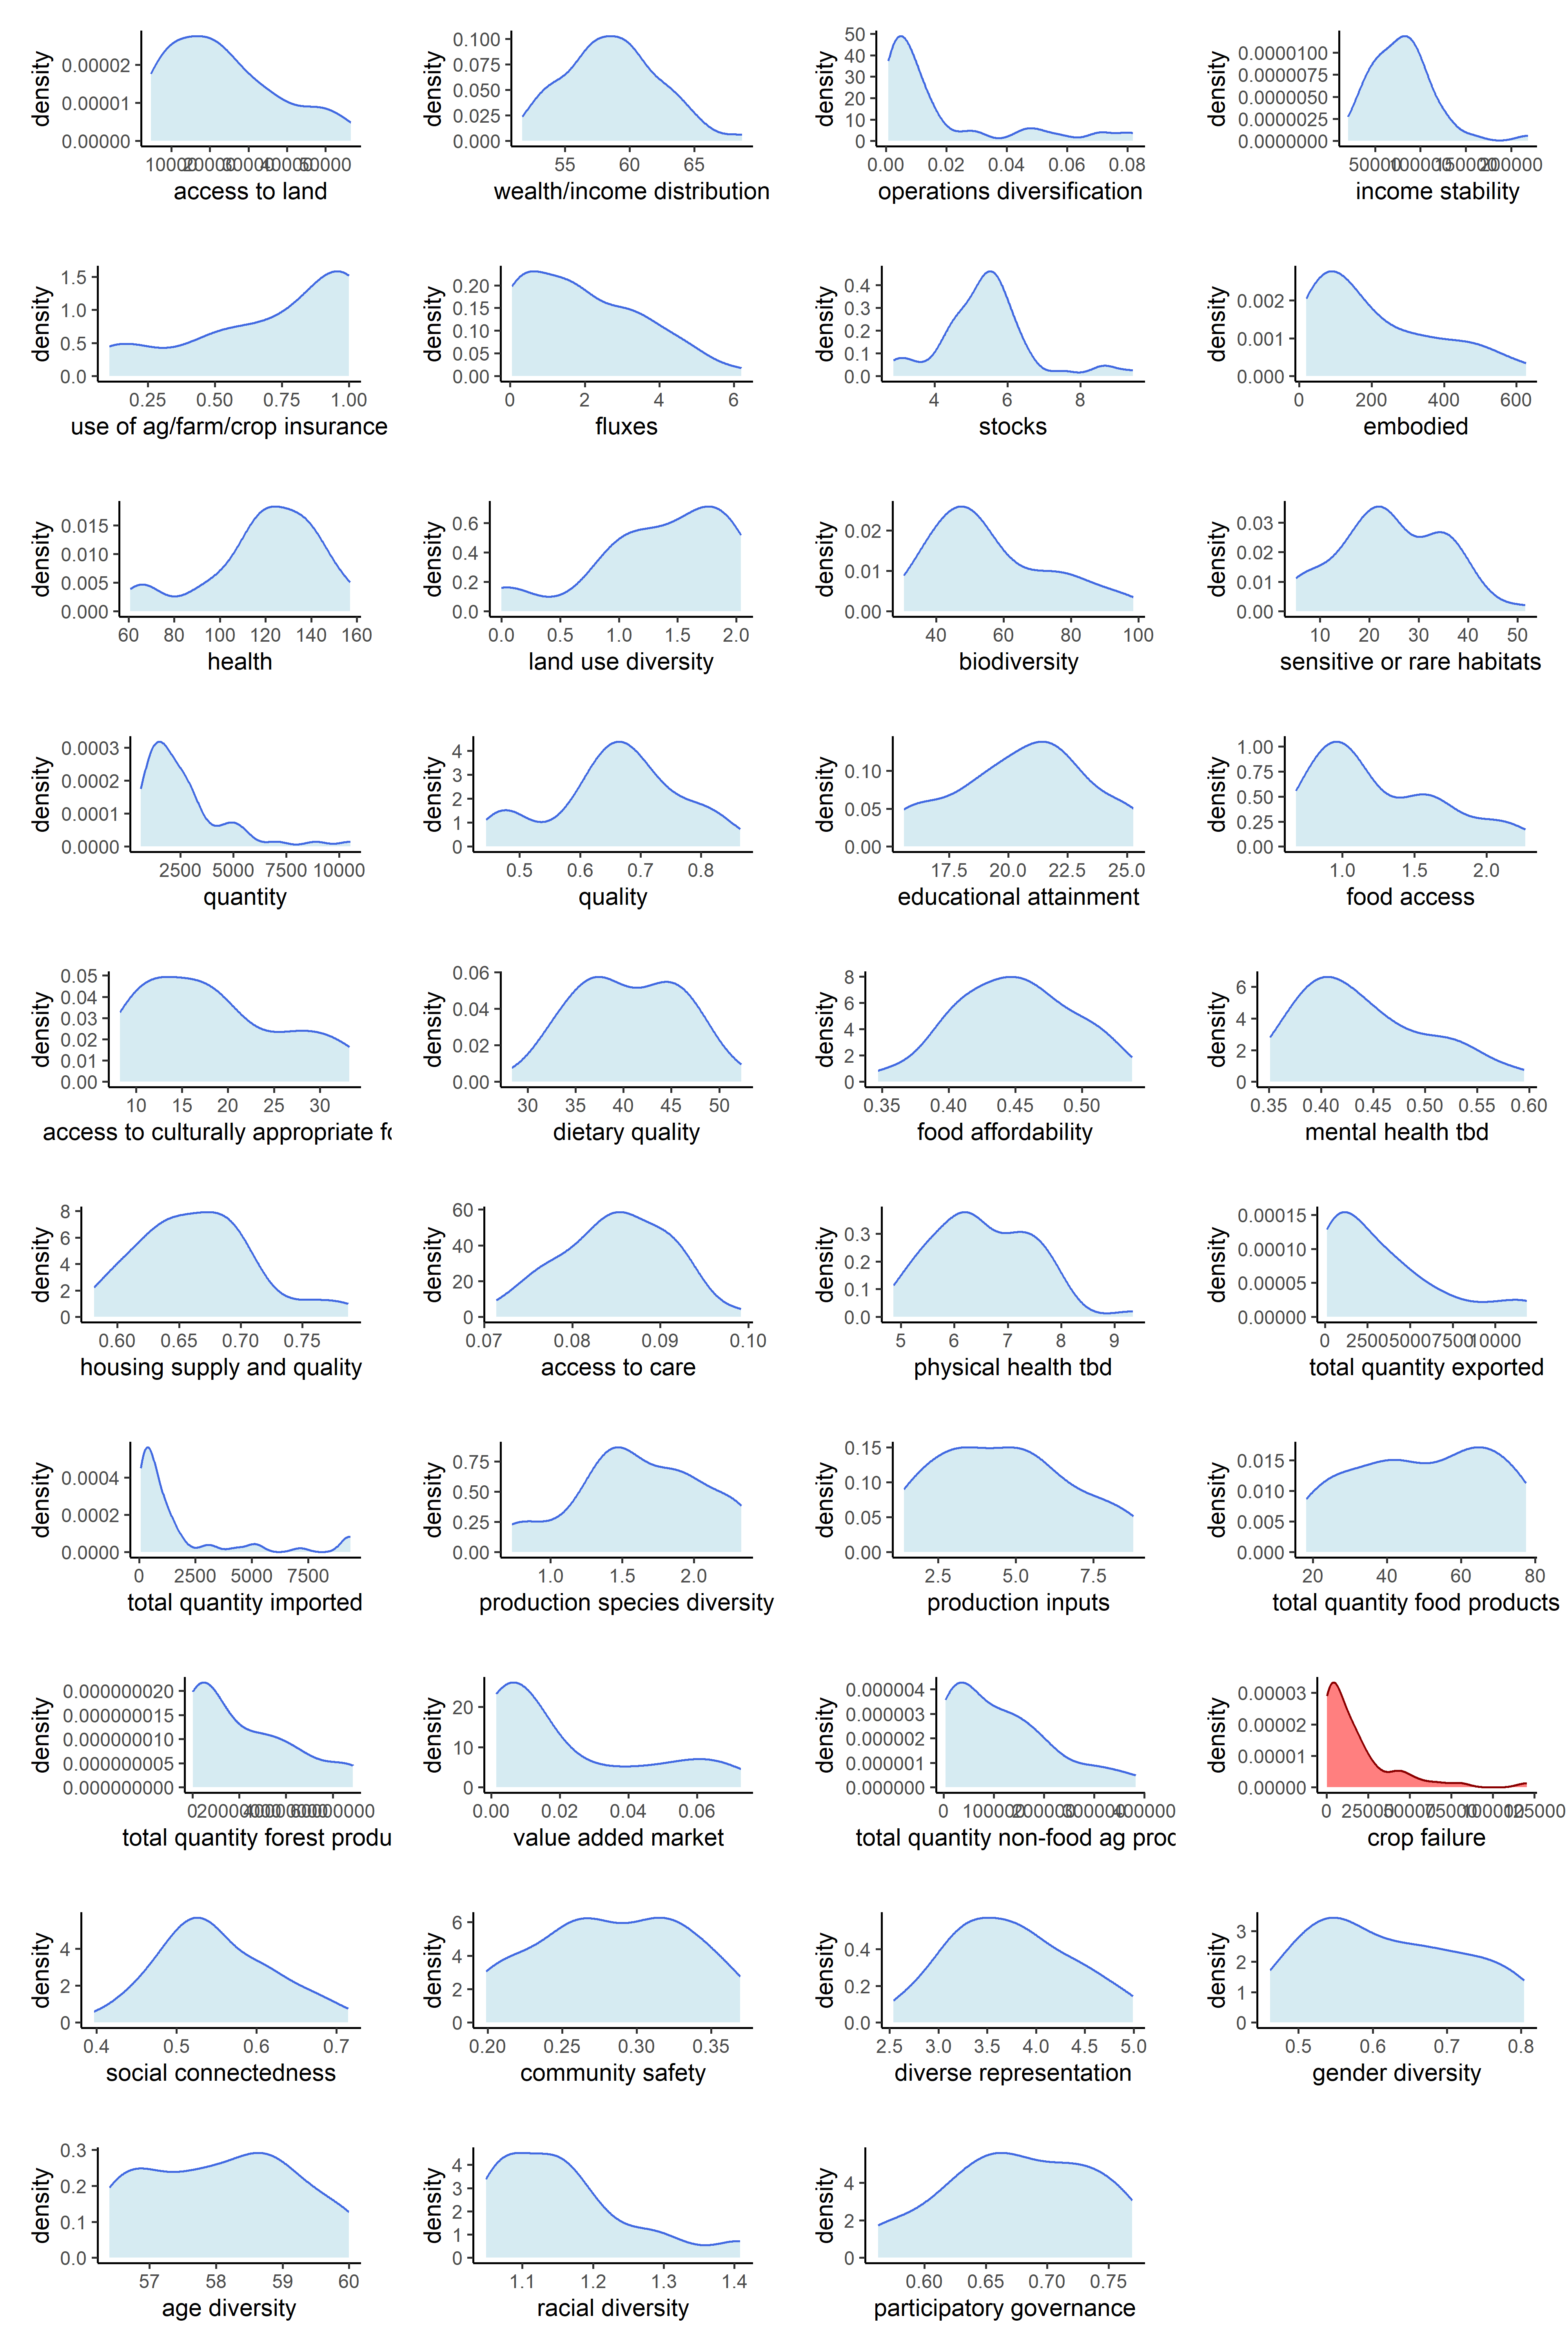 density
0.00002
0.00001
0.00000
access to land
density
0.100
0.075
0.050
0.025
0.000
55 60 65
wealth/income distribution
density
50
40
30
20
10
0
0.00 0.02 0.04 0.06 0.08
operations diversification
density
0.0000100
0.0000075
0.0000050
0.0000025
0.0000000
50000 100000 150000 200000
income stability
density
1.5
1.0
0.5
0.0
0.25 0.50 0.75 1.00
use of ag/farm/crop insurance
density
0.20
0.15
0.10
0.05
0.00
0 2 4 6
fluxes
density
0.4
0.3
0.2
0.1
0.0
4 6 8
stocks
density
0.002
0.001
0.000
0 200 400 600
embodied
density
0.015
0.010
0.005
0.000
60 80 100 120 140 160
health
density
0.6
0.4
0.2
0.0
0.0 0.5 1.0 1.5 2.0
land use diversity
density
0.02
0.01
0.00
40 60 80 100
biodiversity
density
0.03
0.02
0.01
0.00
10 20 30 40 50
sensitive or rare habitats
density
0.0003
0.0002
0.0001
0.0000
2500 5000 7500 10000
quantity
density
4
3
2
1
0
0.5 0.6 0.7 0.8
quality
density
0.10
0.05
0.00
17.5 20.0 22.5 25.0
educational attainment
density
1.00
0.75
0.50
0.25
0.00
1.0 1.5 2.0
food access
density
0.05
0.04
0.03
0.02
0.01
0.00
10 15 20 25 30
access to culturally appropriate fo
density
0.06
0.04
0.02
0.00
30 35 40 45 50
dietary quality
density
8
6
4
2
0
0.35 0.40 0.45 0.50
food affordability
density
6
4
2
0
0.35 0.40 0.45 0.50 0.55 0.60
mental health tbd
density
8
6
4
2
0
0.60 0.65 0.70 0.75
housing supply and quality
density
60
40
20
0
0.07 0.08 0.09 0.10
access to care
density
0.3
0.2
0.1
0.0
5 6 7 8 9
physical health tbd
density
0.00015
0.00010
0.00005
0.00000
0 2500 5000 7500 10000
total quantity exported
density
0.0004
0.0002
0.0000
0 2500 5000 7500
total quantity imported
density
0.75
0.50
0.25
0.00
1.0 1.5 2.0
production species diversity
density
0.15
0.10
0.05
0.00
2.5 5.0 7.5
production inputs
density
0.015
0.010
0.005
0.000
20 40 60 80
total quantity food products
density
0.000000020
0.000000015
0.000000010
0.000000005
0.000000000
total quantity forest produ
density
20
10
0
0.00 0.02 0.04 0.06
value added market
density
0.000004
0.000003
0.000002
0.000001
0.000000
0 100000 200000 300000 400000
total quantity non-food ag proc
density
0.00003
0.00002
0.00001
0.00000
0 25000 50000 75000 100000 125000
crop failure
density
4
2
0
0.4 0.5 0.6 0.7
social connectedness
density
6
4
2
0
0.20 0.25 0.30 0.35
community safety
density
0.4
0.2
0.0
2.5 3.0 3.5 4.0 4.5 5.0
diverse representation
density
3
2
1
0
0.5 0.6 0.7 0.8
gender diversity
density
0.3
0.2
0.1
0.0
57 58 59 60
age diversity
density
4
3
2
1
0
1.1 1.2 1.3 1.4
racial diversity
density
4
2
0
0.60 0.65 0.70 0.75
participatory governance